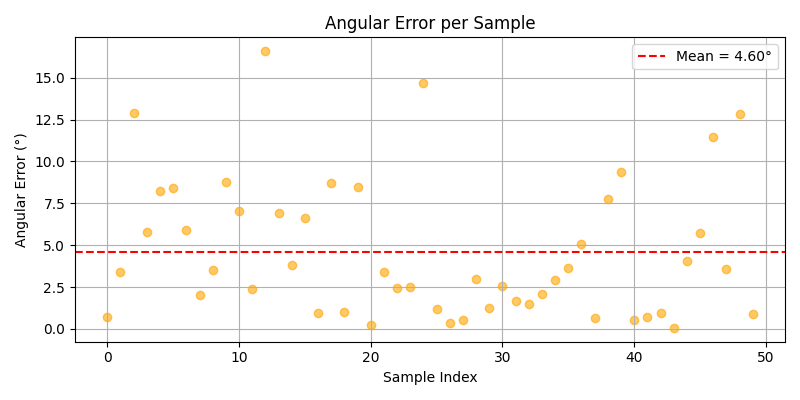 Angular Error per Sample
Mean = 4.60°
Angular Error (°)
15.0
12.5
10.0
7.5
5.0
2.5
0.0
0 10 20 30 40 50
Sample Index